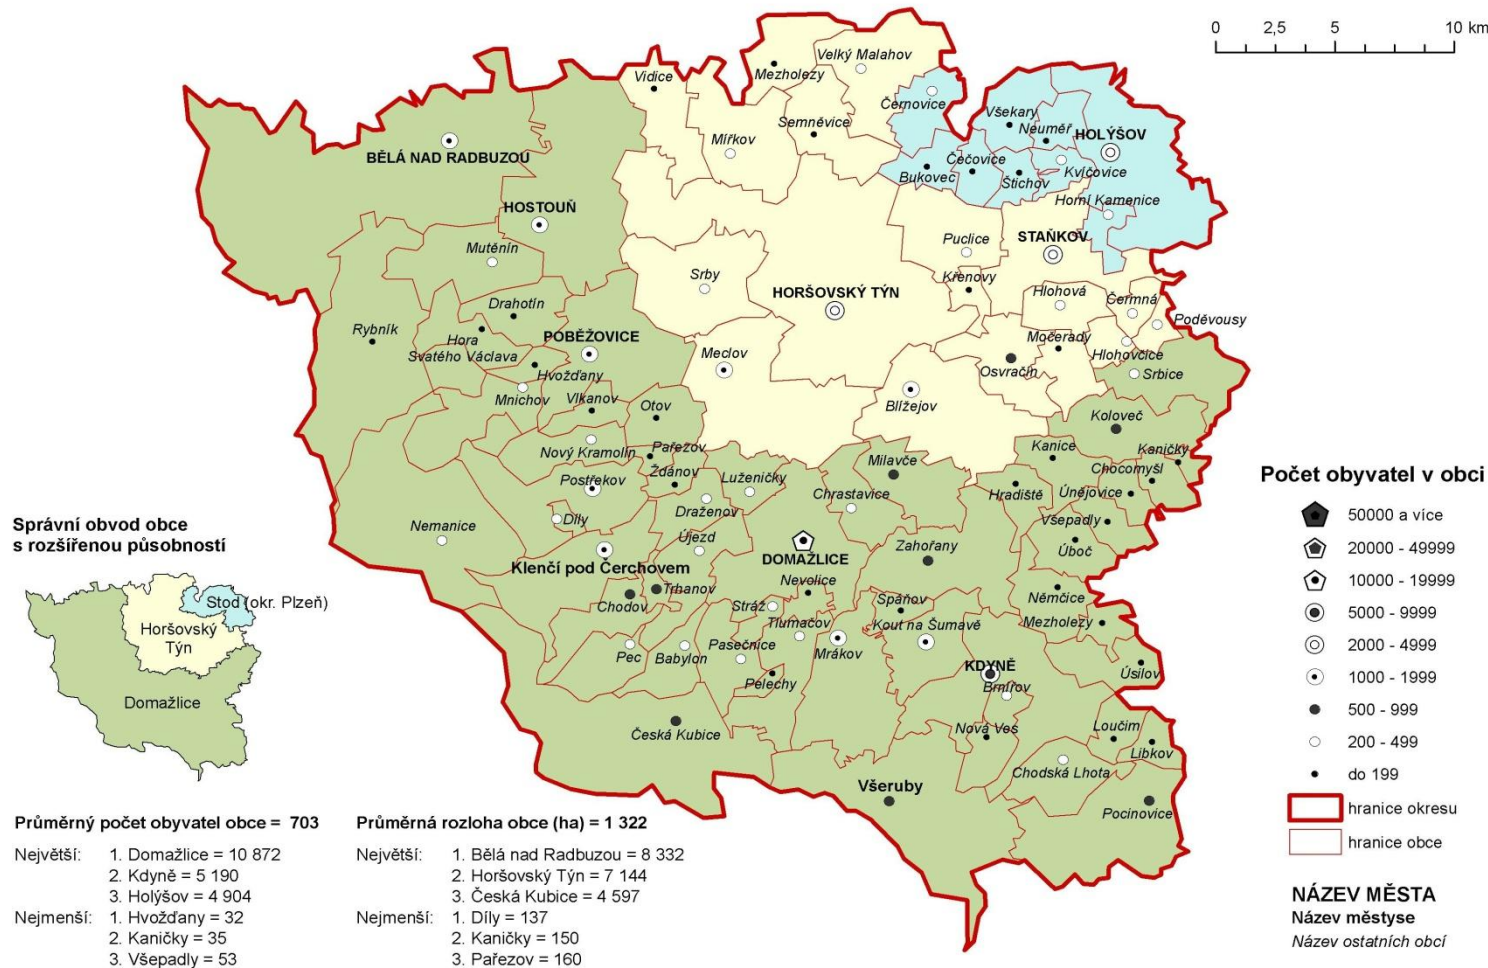 0 2,5 5 10 km
Velký Malahov
Mezholezy
Vidice
Černovice
Semněvice
Všekary
Neuměř
HOLÝŠOV
Mířkov
BĚLÁ NAD RADBUZOU
Bukovec
Čečovice
Štichov
Kvíčovice
Horní Kamenice
HOSTOUŇ
STAŇKOV
Puclice
Mutěnín
Křenovy
Srby
HORŠOVSKÝ TÝN
Hlohová
Čermná
Poděvousy
Drahotín
Rybník
Hora
Svatého Václava
POBĚŽOVICE
Močerady
Hlohovčice
Meclov
Osvračín
Srbice
Hvožďany
Mnichov
Vlkanov
Otov
Blížejov
Koloveč
Nový Kramolín
Pařezov
Ždánov
Milavče
Kanice
Kaničky
Chocomyšl
Postřekov
Luženičky
Chrastavice
Hradiště
Únějovice
Díly
Draženov
Všepadly
Nemanice
Újezd
DOMAŽLICE
Zahořany
Úboč
Klenčí pod Čerchovem
Trhanov
Chodov
Nevolice
Stráž
Spáňov
Němčice
Tlumačov
Kout na Šumavě
Mezholezy
Pec
Babylon
Pasečnice
Mrákov
Pelechy
KDYNĚ
Brnířov
Úsilov
Česká Kubice
Nová Ves
Loučim
Libkov
Chodská Lhota
Všeruby
Pocinovice
Správní obvod obce
s rozšířenou působností
Stod (okr. Plzeň)
Horšovský
Týn
Domažlice
Počet obyvatel v obci
50000 a více
20000 - 49999
10000 - 19999
5000 - 9999
2000 - 4999
1000 - 1999
500 - 999
200 - 499
do 199
hranice okresu
hranice obce
NÁZEV MĚSTA
Název městyse
Název ostatních obcí
Průměrný počet obyvatel obce = 703
Největší: 1. Domažlice = 10 872
2. Kdyně = 5 190
3. Holýšov = 4 904
Nejmenší: 1. Hvožďany = 32
2. Kaničky = 35
3. Všepadly = 53
Průměrná rozloha obce (ha) = 1 322
Největší: 1. Bělá nad Radbuzou = 8 332
2. Horšovský Týn = 7 144
3. Česká Kubice = 4 597
Nejmenší: 1. Díly = 137
2. Kaničky = 150
3. Pařezov = 160